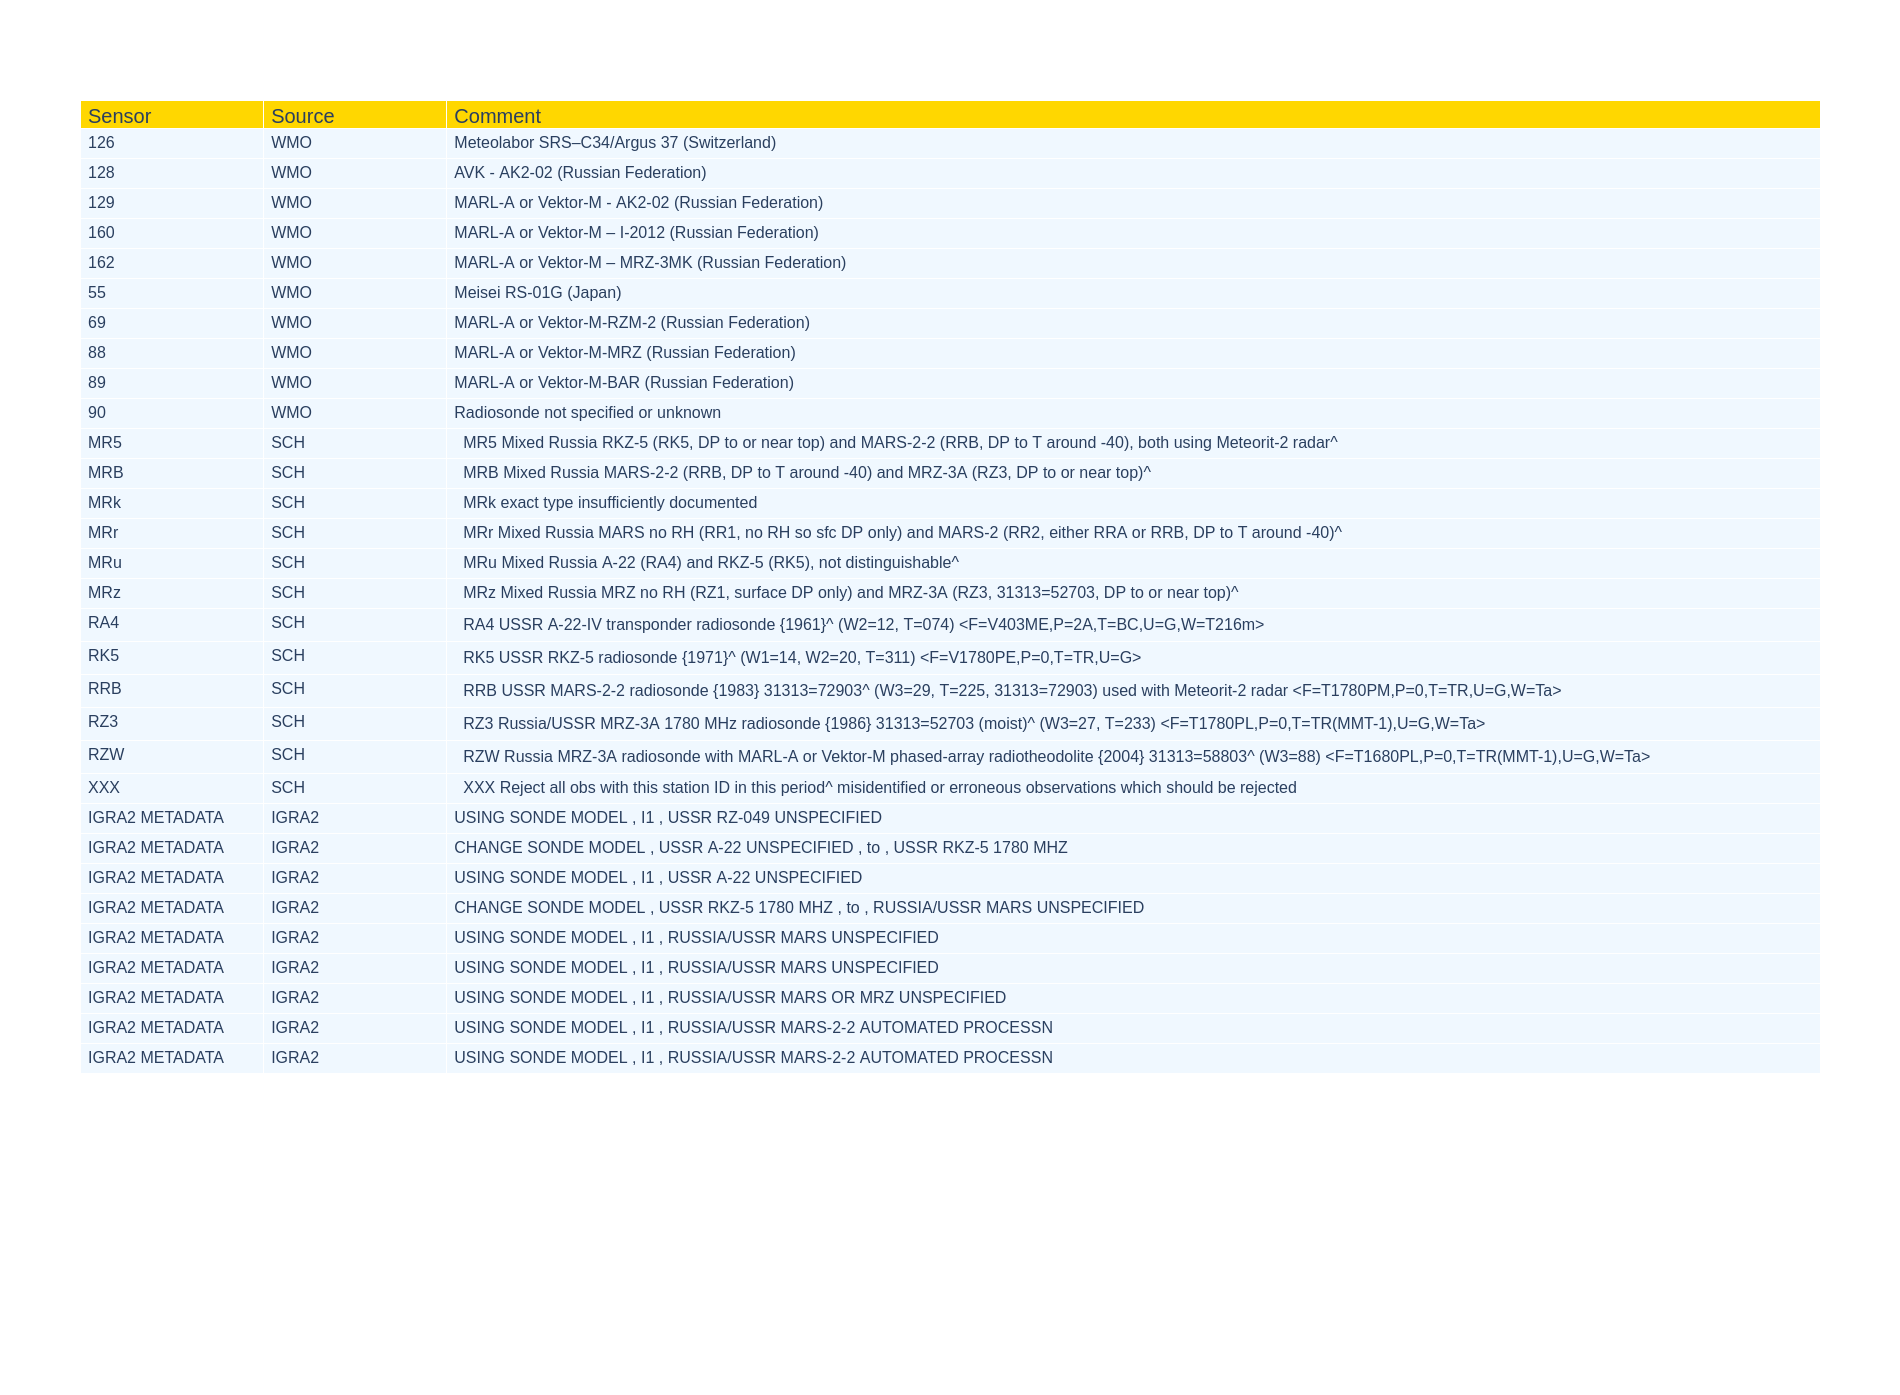 Sensor Source Comment
126 WMO Meteolabor SRS–C34/Argus 37 (Switzerland)
128 WMO AVK - AK2-02 (Russian Federation)
129 WMO MARL-A or Vektor-M - AK2-02 (Russian Federation)
160 WMO MARL-A or Vektor-M – I-2012 (Russian Federation)
162 WMO MARL-A or Vektor-M – MRZ-3MK (Russian Federation)
55 WMO Meisei RS-01G (Japan)
69 WMO MARL-A or Vektor-M-RZM-2 (Russian Federation)
88 WMO MARL-A or Vektor-M-MRZ (Russian Federation)
89 WMO MARL-A or Vektor-M-BAR (Russian Federation)
90 WMO Radiosonde not specified or unknown
MR5 SCH MR5 Mixed Russia RKZ-5 (RK5, DP to or near top) and MARS-2-2 (RRB, DP to T around -40), both using Meteorit-2 radar^
MRB SCH MRB Mixed Russia MARS-2-2 (RRB, DP to T around -40) and MRZ-3A (RZ3, DP to or near top)^
MRk SCH MRk exact type insufficiently documented
MRr SCH MRr Mixed Russia MARS no RH (RR1, no RH so sfc DP only) and MARS-2 (RR2, either RRA or RRB, DP to T around -40)^
MRu SCH MRu Mixed Russia A-22 (RA4) and RKZ-5 (RK5), not distinguishable^
MRz SCH MRz Mixed Russia MRZ no RH (RZ1, surface DP only) and MRZ-3A (RZ3, 31313=52703, DP to or near top)^
RA4 SCH RA4 USSR A-22-IV transponder radiosonde {1961}^ (W2=12, T=074) <F=V403ME,P=2A,T=BC,U=G,W=T216m>
RK5 SCH RK5 USSR RKZ-5 radiosonde {1971}^ (W1=14, W2=20, T=311) <F=V1780PE,P=0,T=TR,U=G>
RRB SCH RRB USSR MARS-2-2 radiosonde {1983} 31313=72903^ (W3=29, T=225, 31313=72903) used with Meteorit-2 radar <F=T1780PM,P=0,T=TR,U=G,W=Ta>
RZ3 SCH RZ3 Russia/USSR MRZ-3A 1780 MHz radiosonde {1986} 31313=52703 (moist)^ (W3=27, T=233) <F=T1780PL,P=0,T=TR(MMT-1),U=G,W=Ta>
RZW SCH RZW Russia MRZ-3A radiosonde with MARL-A or Vektor-M phased-array radiotheodolite {2004} 31313=58803^ (W3=88) <F=T1680PL,P=0,T=TR(MMT-1),U=G,W=Ta>
XXX SCH XXX Reject all obs with this station ID in this period^ misidentified or erroneous observations which should be rejected
IGRA2 METADATA IGRA2 USING SONDE MODEL , I1 , USSR RZ-049 UNSPECIFIED
IGRA2 METADATA IGRA2 CHANGE SONDE MODEL , USSR A-22 UNSPECIFIED , to , USSR RKZ-5 1780 MHZ
IGRA2 METADATA IGRA2 USING SONDE MODEL , I1 , USSR A-22 UNSPECIFIED
IGRA2 METADATA IGRA2 CHANGE SONDE MODEL , USSR RKZ-5 1780 MHZ , to , RUSSIA/USSR MARS UNSPECIFIED
IGRA2 METADATA IGRA2 USING SONDE MODEL , I1 , RUSSIA/USSR MARS UNSPECIFIED
IGRA2 METADATA IGRA2 USING SONDE MODEL , I1 , RUSSIA/USSR MARS UNSPECIFIED
IGRA2 METADATA IGRA2 USING SONDE MODEL , I1 , RUSSIA/USSR MARS OR MRZ UNSPECIFIED
IGRA2 METADATA IGRA2 USING SONDE MODEL , I1 , RUSSIA/USSR MARS-2-2 AUTOMATED PROCESSN
IGRA2 METADATA IGRA2 USING SONDE MODEL , I1 , RUSSIA/USSR MARS-2-2 AUTOMATED PROCESSN